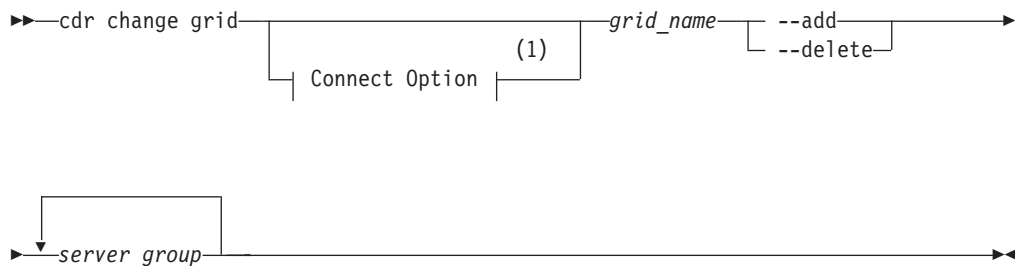 cdr change grid grid_name --add
(1) --delete
Connect Option
server group